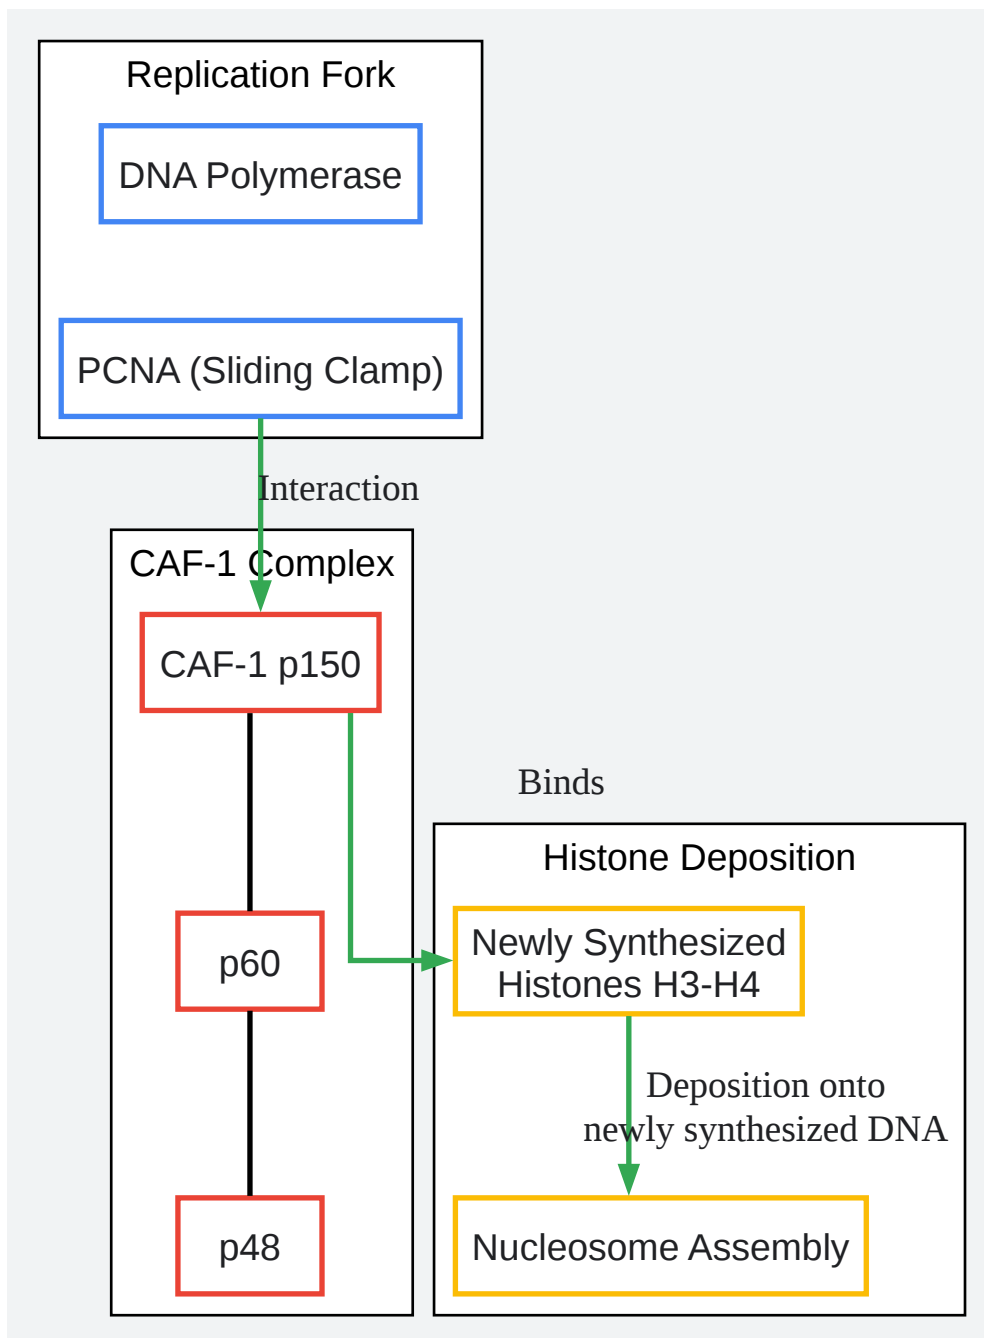 Replication Fork
DNA Polymerase
PCNA (Sliding Clamp)
Interaction
CAF-1 Complex
CAF-1 p150
Binds
Histone Deposition
Newly Synthesized
Histones H3-H4
p60
Deposition onto
newly synthesized DNA
p48
Nucleosome Assembly